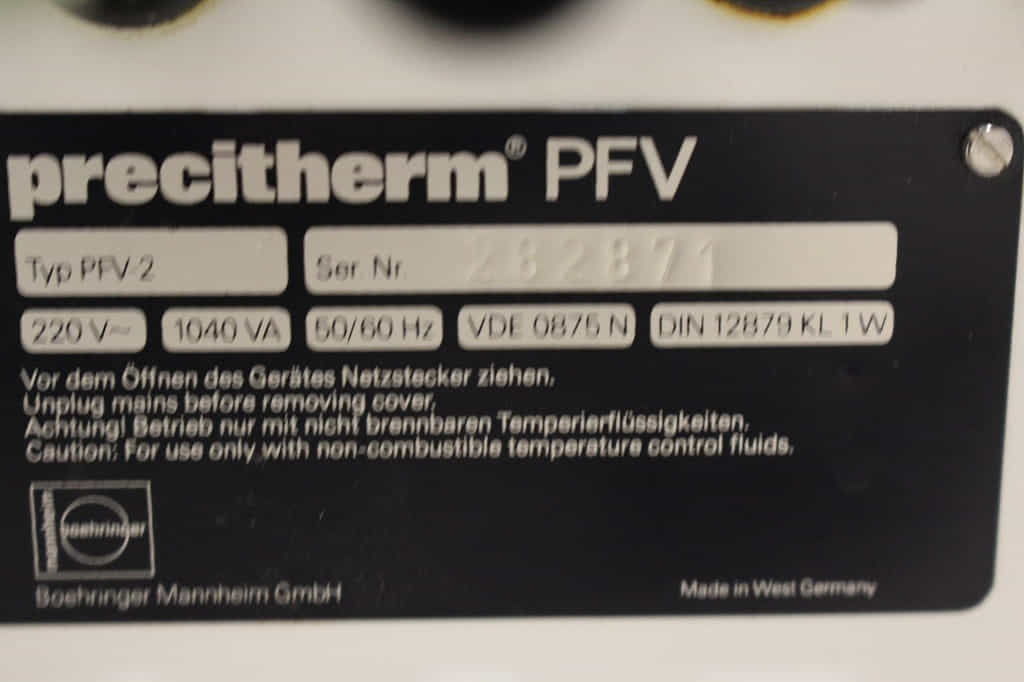 precitherm® PFV
Typ PFV-2 Ser. Nr. 282871
220 V~ 1040 VA 50/60 Hz VDE 0875 N DIN 12879 KL 1 W
Vor dem Öffnen des Gerätes Netzstecker ziehen.
Unplug mains before removing cover.
Achtung! Betrieb nur mit nicht brennbaren Temperierflüssigkeiten.
Caution: For use only with non-combustible temperature control fluids.
mannheim
boehringer
Boehringer Mannheim GmbH Made in West Germany